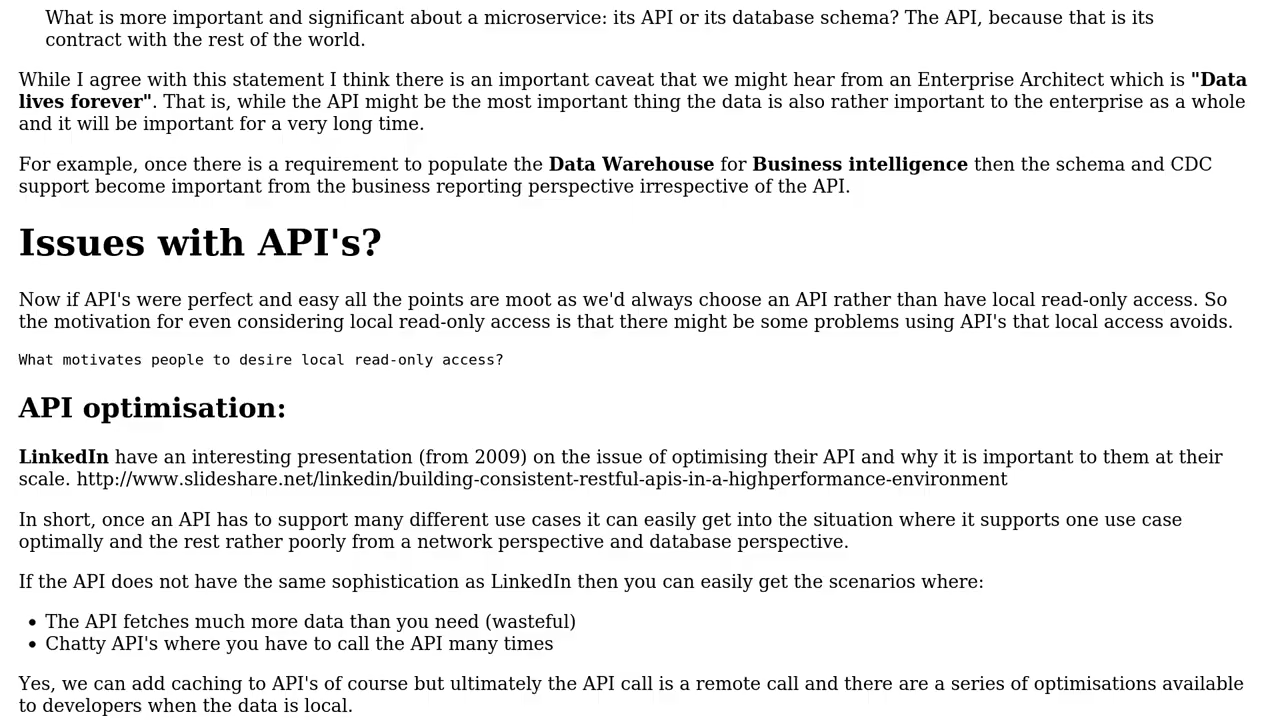 What is more important and significant about a microservice: its API or its database schema? The API, because that is its
contract with the rest of the world.
While I agree with this statement I think there is an important caveat that we might hear from an Enterprise Architect which is "Data
lives forever". That is, while the API might be the most important thing the data is also rather important to the enterprise as a whole
and it will be important for a very long time.
For example, once there is a requirement to populate the Data Warehouse for Business intelligence then the schema and CDC
support become important from the business reporting perspective irrespective of the API.
Issues with API's?
Now if API's were perfect and easy all the points are moot as we'd always choose an API rather than have local read-only access. So
the motivation for even considering local read-only access is that there might be some problems using API's that local access avoids.
What motivates people to desire local read-only access?
API optimisation:
LinkedIn have an interesting presentation (from 2009) on the issue of optimising their API and why it is important to them at their
scale. http://www.slideshare.net/linkedin/building-consistent-restful-apis-in-a-highperformance-environment
In short, once an API has to support many different use cases it can easily get into the situation where it supports one use case
optimally and the rest rather poorly from a network perspective and database perspective.
If the API does not have the same sophistication as LinkedIn then you can easily get the scenarios where:
• The API fetches much more data than you need (wasteful)
• Chatty API's where you have to call the API many times
Yes, we can add caching to API's of course but ultimately the API call is a remote call and there are a series of optimisations available
to developers when the data is local.